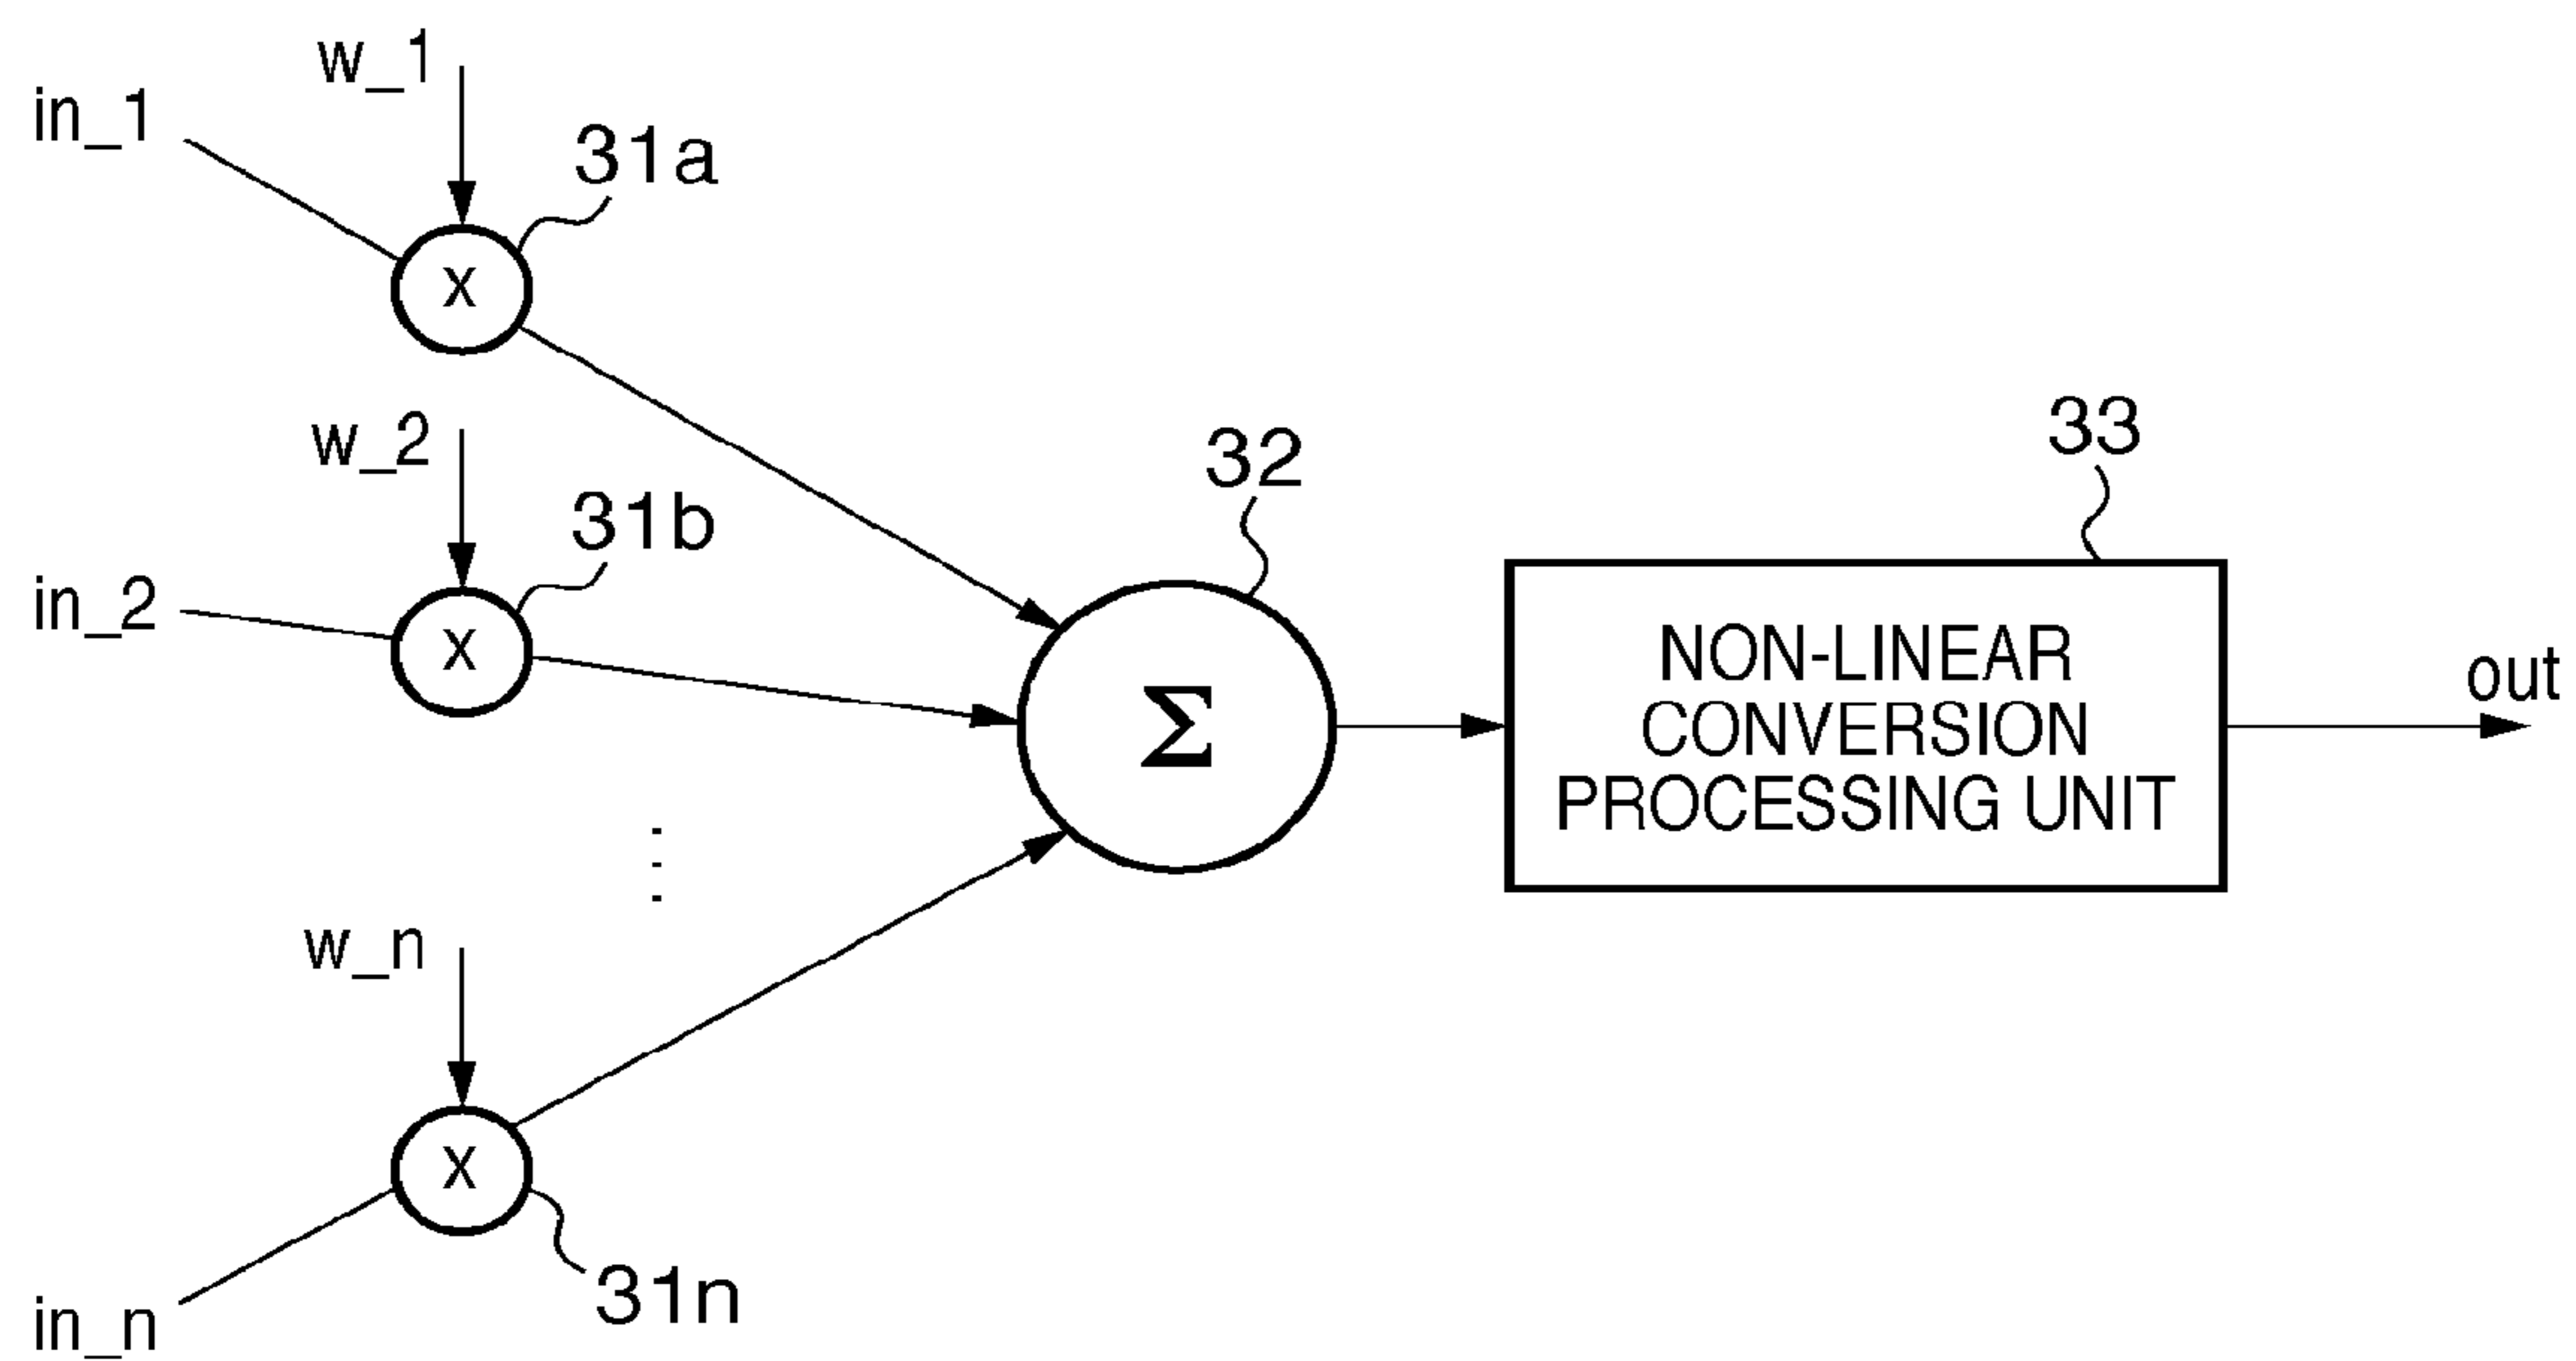 w_1
in_1
31a
x
w_2
31b
in_2
x
32
Σ
33
NON-LINEAR
CONVERSION
PROCESSING UNIT
out
⋮
w_n
x
31n
in_n